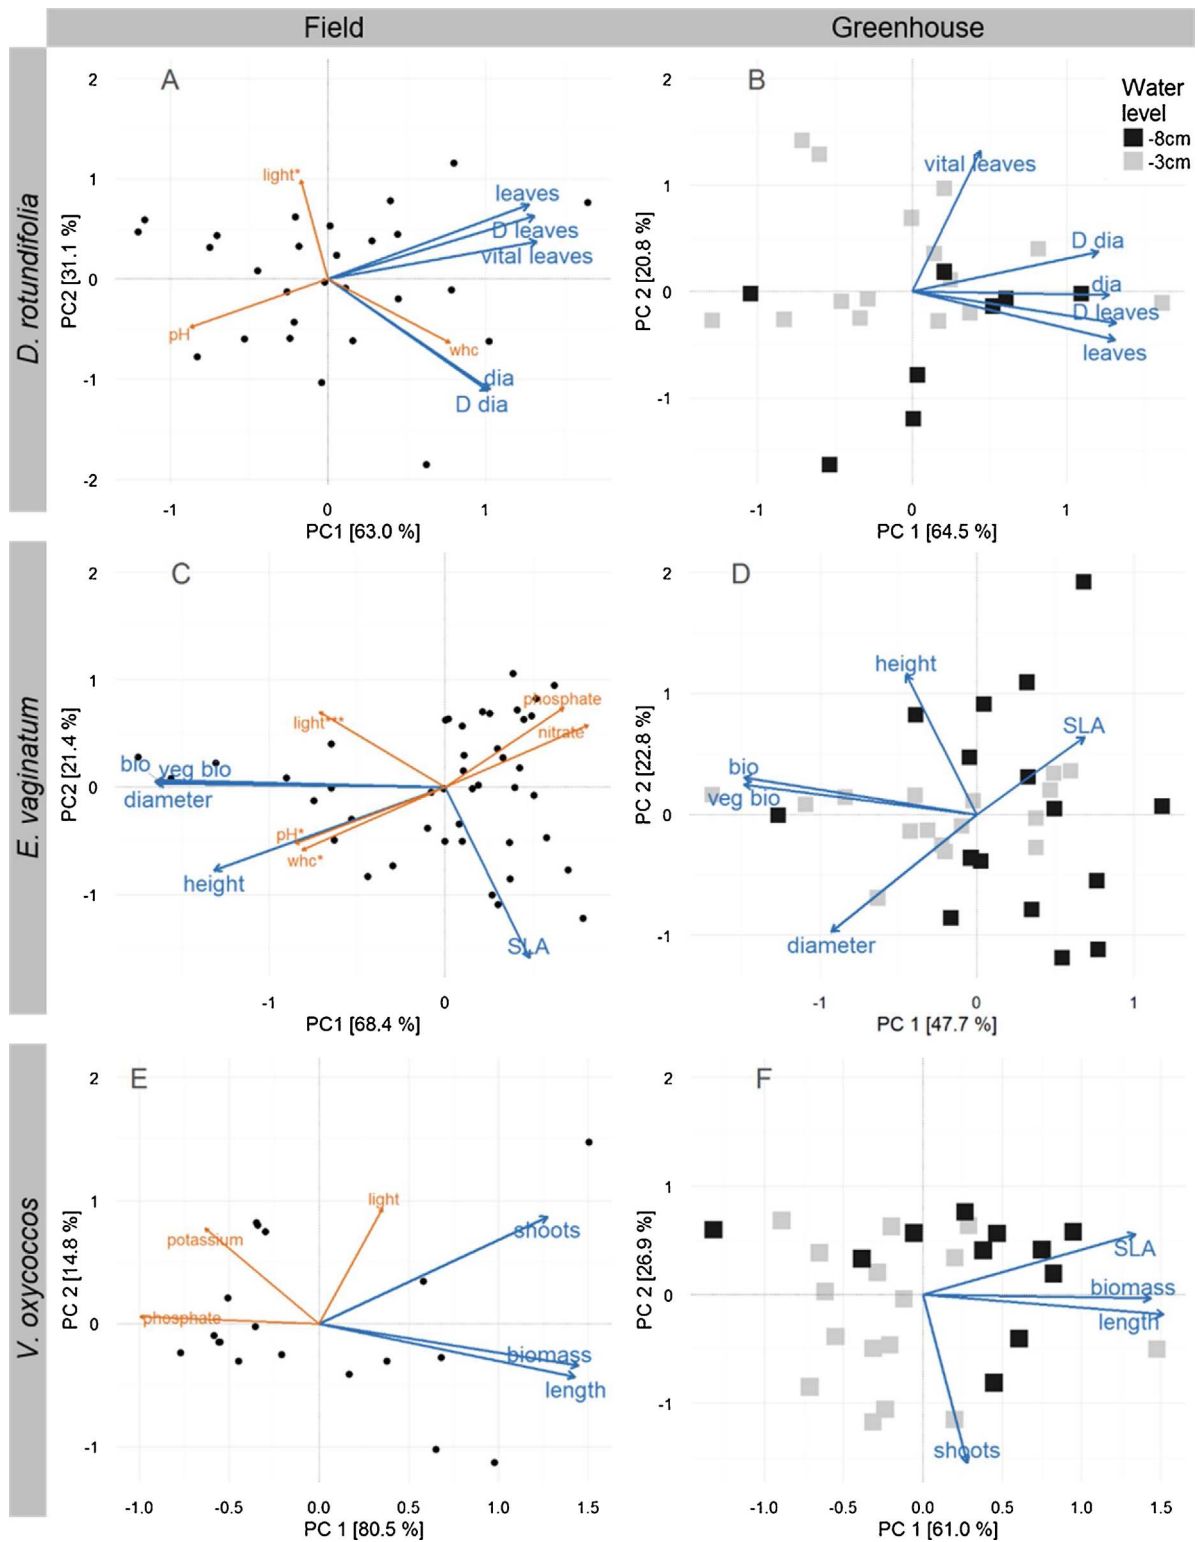 Field
Greenhouse
D. rotundifolia
A
2
1
0
-1
-2
PC2 [31.1 %]
light*
leaves
D leaves
vital leaves
pH
whc
dia
D dia
-1
0
1
PC1 [63.0 %]
B
Water
level
-8cm
-3cm
2
1
0
-1
PC 2 [20.8 %]
vital leaves
D dia
dia
D leaves
leaves
-1
0
1
PC 1 [64.5 %]
E. vaginatum
C
2
1
0
-1
PC2 [21.4 %]
phosphate
light***
nitrate
bio
veg bio
diameter
pH*
whc*
height
SLA
-1
0
PC1 [68.4 %]
D
2
1
0
-1
PC 2 [22.8 %]
height
SLA
bio
veg bio
diameter
-1
0
1
PC 1 [47.7 %]
V. oxycoccos
E
2
1
0
-1
PC 2 [14.8 %]
light
potassium
shoots
phosphate
biomass
length
-1.0
-0.5
0.0
0.5
1.0
1.5
PC 1 [80.5 %]
F
2
1
0
-1
PC 2 [26.9 %]
SLA
biomass
length
shoots
-1.0
-0.5
0.0
0.5
1.0
1.5
PC 1 [61.0 %]